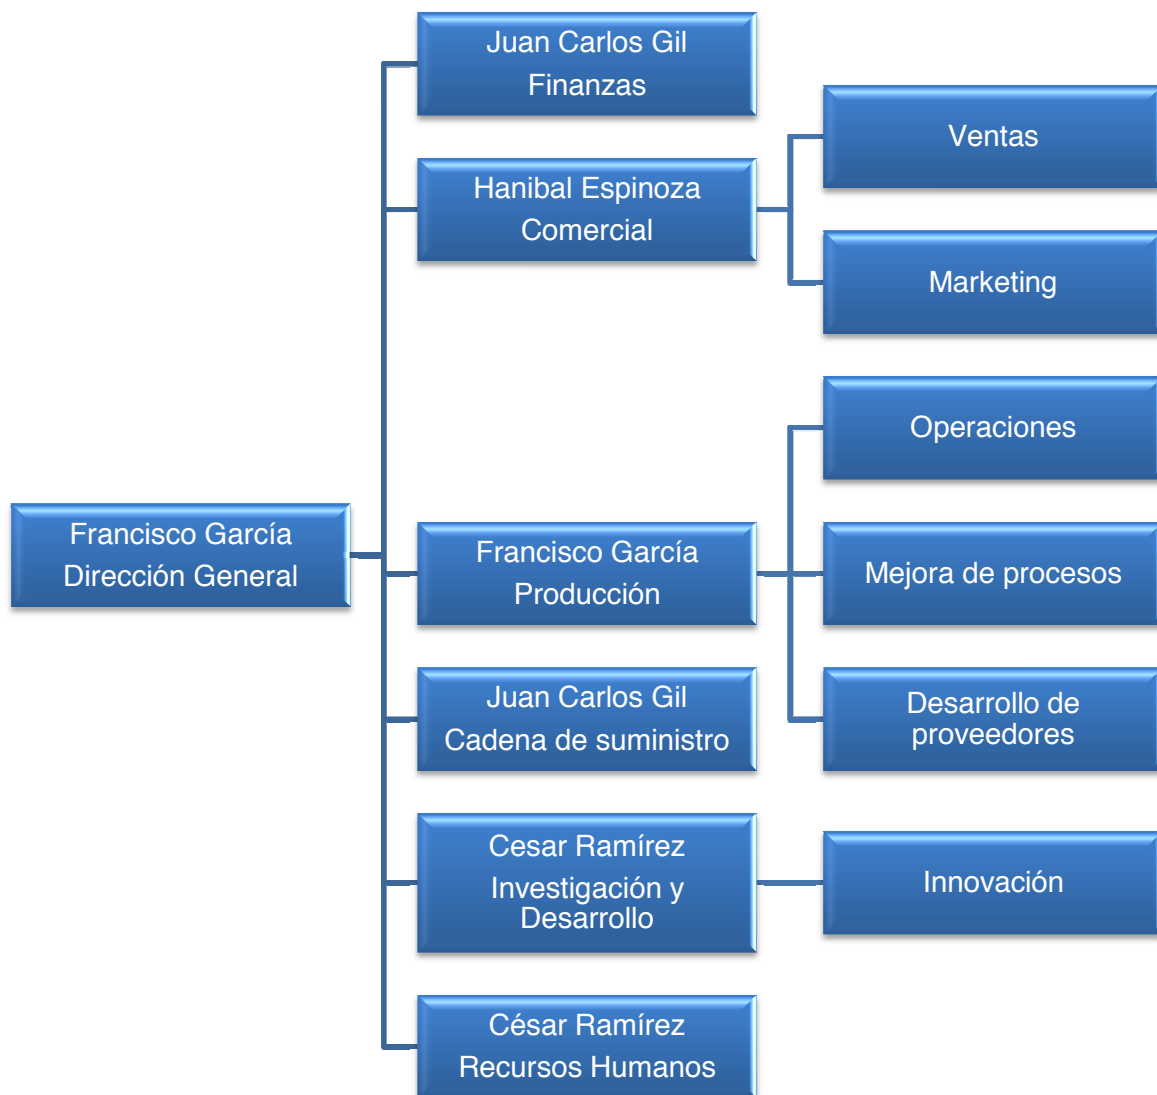 Juan Carlos Gil
Finanzas
Hanibal Espinoza
Comercial
Ventas
Marketing
Francisco García
Dirección General
Francisco García
Producción
Operaciones
Mejora de procesos
Desarrollo de
proveedores
Juan Carlos Gil
Cadena de suministro
Cesar Ramírez
Investigación y
Desarrollo
Innovación
César Ramírez
Recursos Humanos